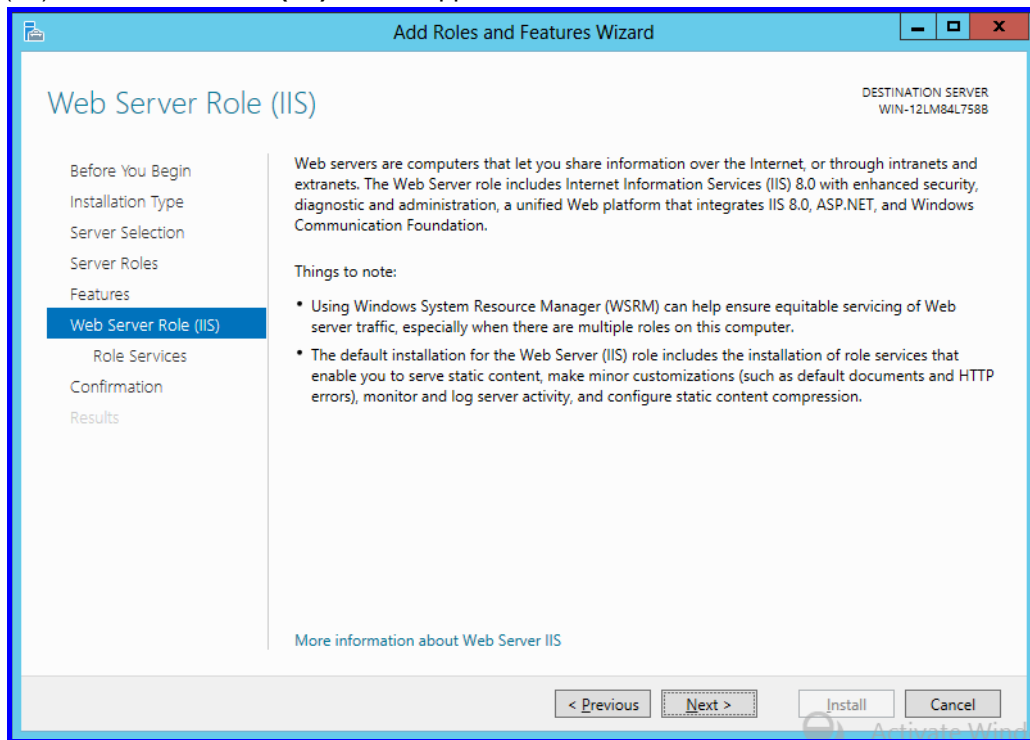 Add Roles and Features Wizard
Web Server Role (IIS)
DESTINATION SERVER
WIN-12LM84L758B
Before You Begin
Installation Type
Server Selection
Server Roles
Features
Web Server Role (IIS)
Role Services
Confirmation
Results
Web servers are computers that let you share information over the Internet, or through intranets and
extranets. The Web Server role includes Internet Information Services (IIS) 8.0 with enhanced security,
diagnostic and administration, a unified Web platform that integrates IIS 8.0, ASP.NET, and Windows
Communication Foundation.
Things to note:
• Using Windows System Resource Manager (WSRM) can help ensure equitable servicing of Web
server traffic, especially when there are multiple roles on this computer.
• The default installation for the Web Server (IIS) role includes the installation of role services that
enable you to serve static content, make minor customizations (such as default documents and HTTP
errors), monitor and log server activity, and configure static content compression.
More information about Web Server IIS
< Previous Next > Install Cancel
Activate Wind